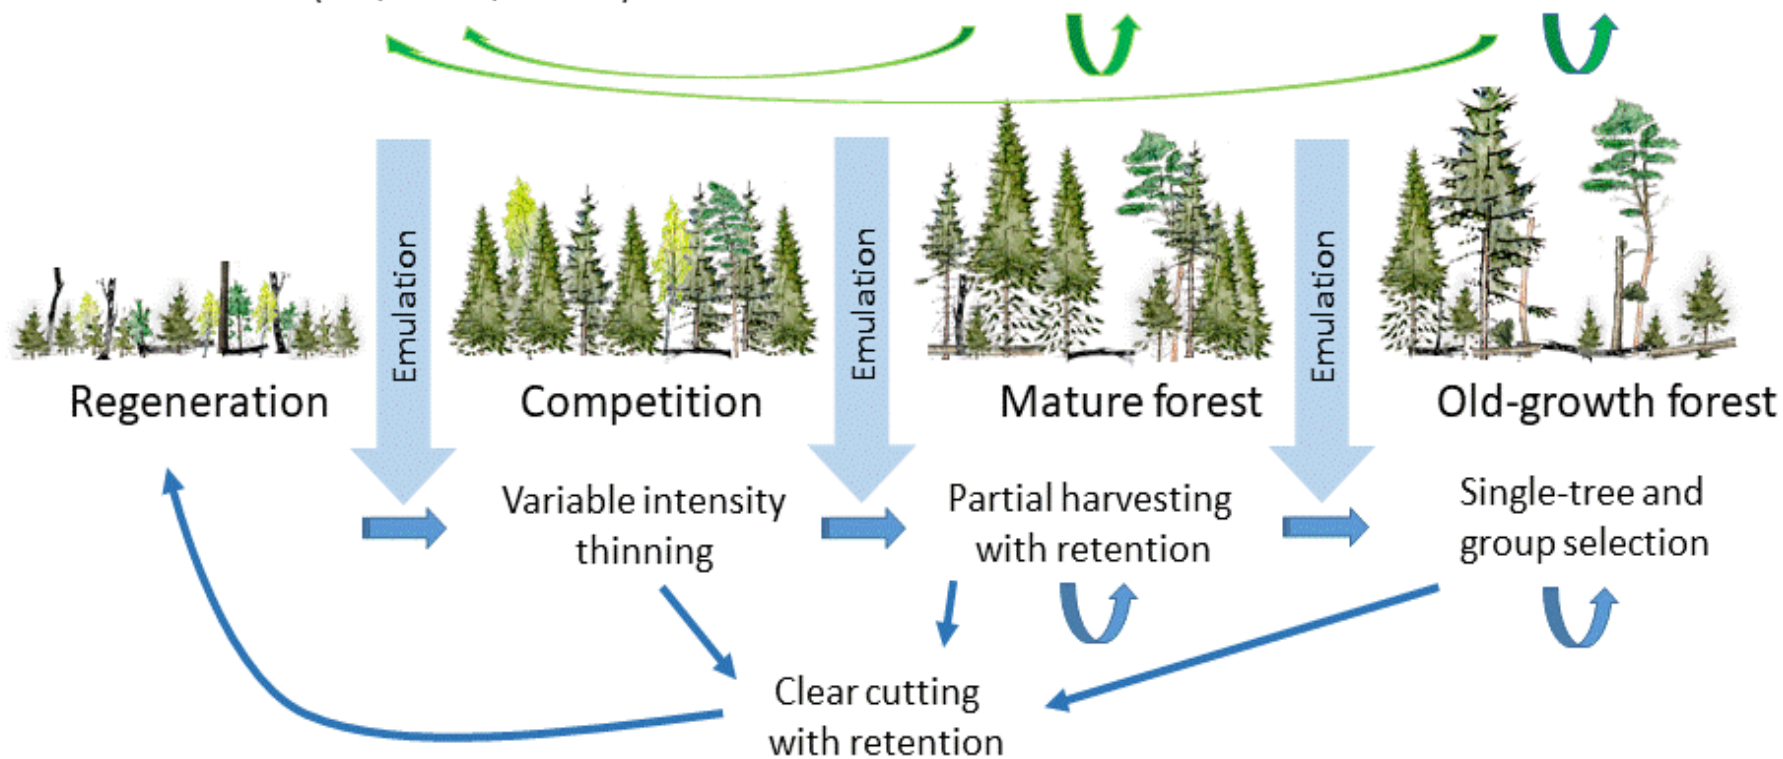 Emulation
Emulation
Emulation
Regeneration
Competition
Mature forest
Old-growth forest
Variable intensity
thinning
Partial harvesting
with retention
Single-tree and
group selection
Clear cutting
with retention